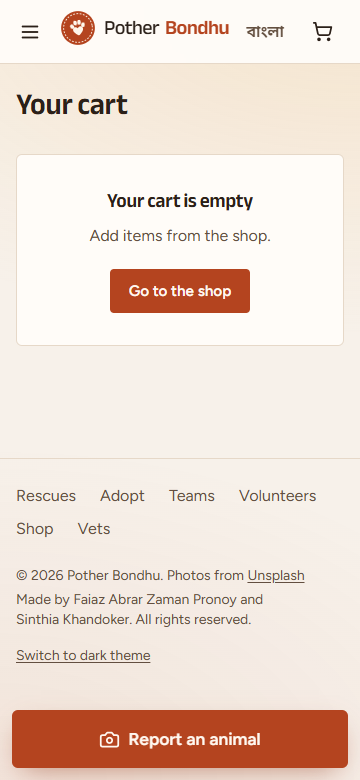 Pother Bondhu বাংলা
Your cart
Your cart is empty
Add items from the shop.
Go to the shop
Rescues Adopt Teams Volunteers
Shop Vets
© 2026 Pother Bondhu. Photos from Unsplash
Made by Faiaz Abrar Zaman Pronoy and
Sinthia Khandoker. All rights reserved.
Switch to dark theme
Report an animal